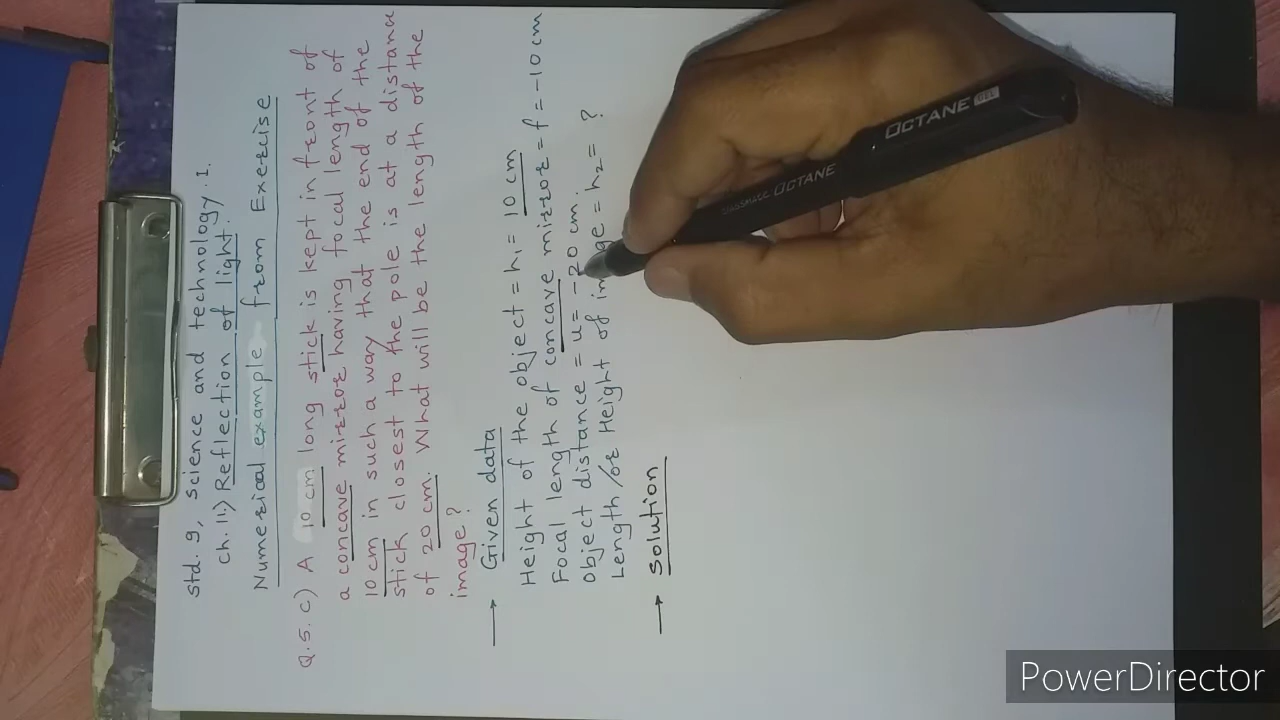 Std. 9, Science and technology. I.
Ch. 11.) Reflection of light.
Numerical example from Exercise
Q.5. C) A 10 cm long stick is kept in front of
a concave mirror having focal length of
10 cm in such a way that the end of the
stick closest to the pole is at a distance
of 20 cm. What will be the length of the
image?
→ Given data
Height of the object = h1 = 10 cm
Focal length of concave mirror = f = -10 cm
Object distance = u = -20 cm.
Length/or Height of image = h2 = ?
→ Solution
OCTANE GEL
OCTANE
PowerDirector